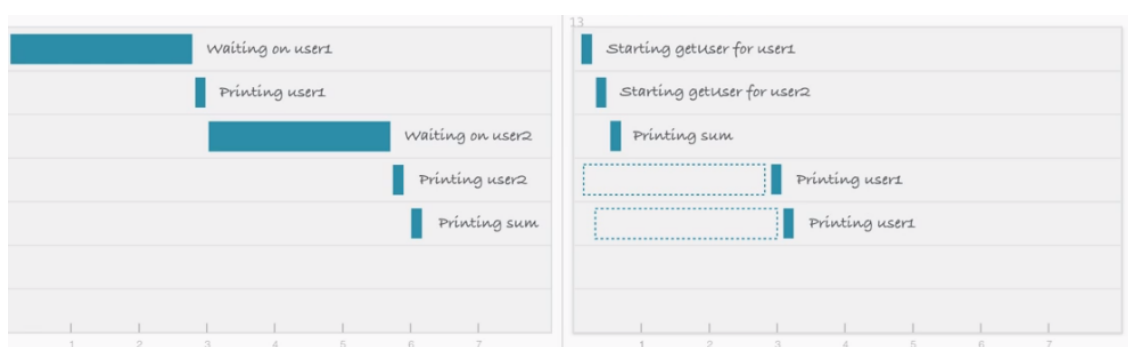 Waiting on user1
Printing user1
Waiting on user2
Printing user2
Printing sum
1 2 3 4 5 6 7
13
Starting getUser for user1
Starting getUser for user2
Printing sum
Printing user1
Printing user1
1 2 3 4 5 6 7